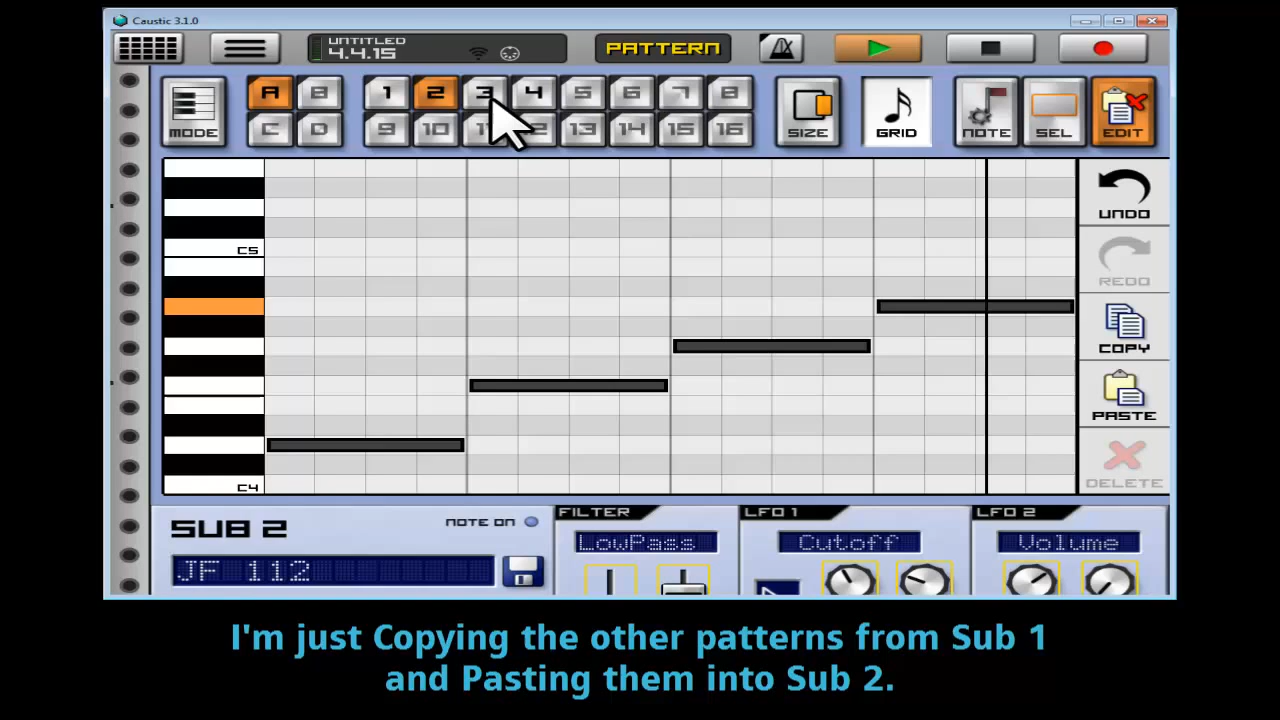 Caustic 3.1.0
UNTITLED
4.4.15
PATTERN
MODE
A B 1 2 3 4 5 6 7 8
C D 9 10 11 12 13 14 15 16
SIZE
GRID
NOTE
SEL
EDIT
UNDO
C5
REDO
COPY
PASTE
DELETE
C4
SUB 2
NOTE ON
FILTER
LFO 1
LFO 2
LowPass
Cutoff
Volume
JF 112
I'm just Copying the other patterns from Sub 1
and Pasting them into Sub 2.